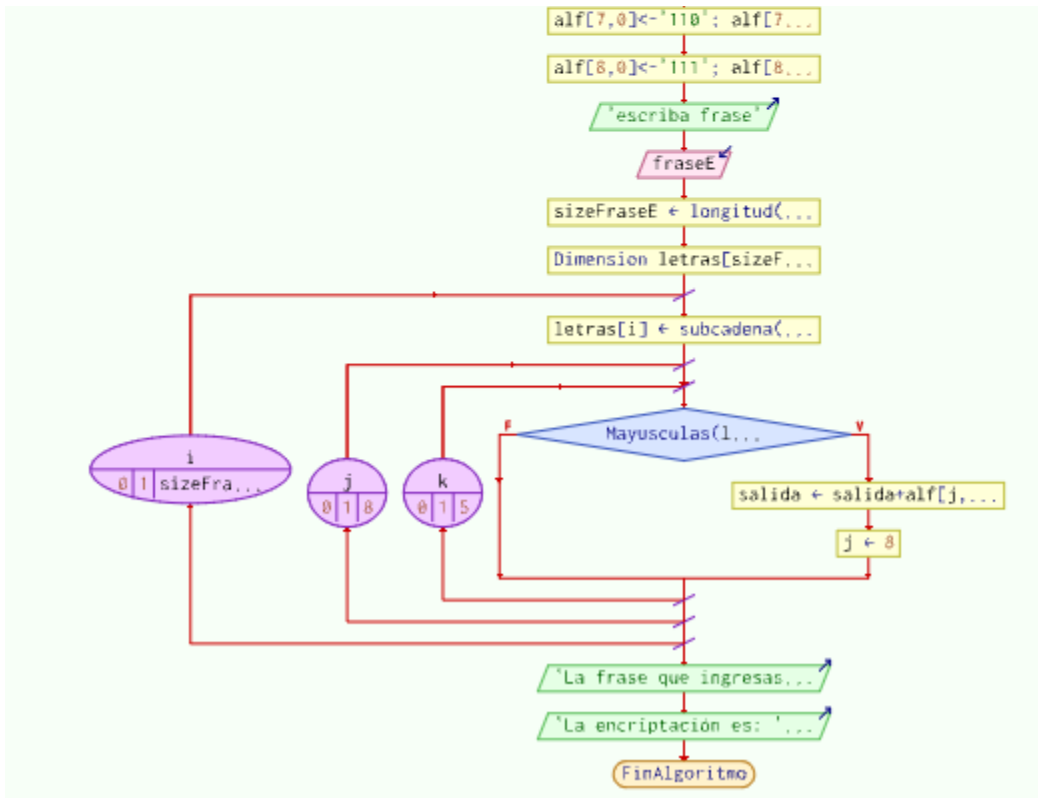 alf[7,0]<-'110'; alf[7...
alf[8,0]<-'111'; alf[8...
'escriba frase'
fraseE
sizeFraseE ← longitud(...
Dimension letras[sizeF...
letras[i] ← subcadena(...
F
Mayusculas(l...
V
i
0 1 sizeFra...
j
0 1 8
k
0 1 5
salida ← salida+alf[j,...
j ← 8
'La frase que ingresas...
'La encriptación es: '...
FinAlgoritmo